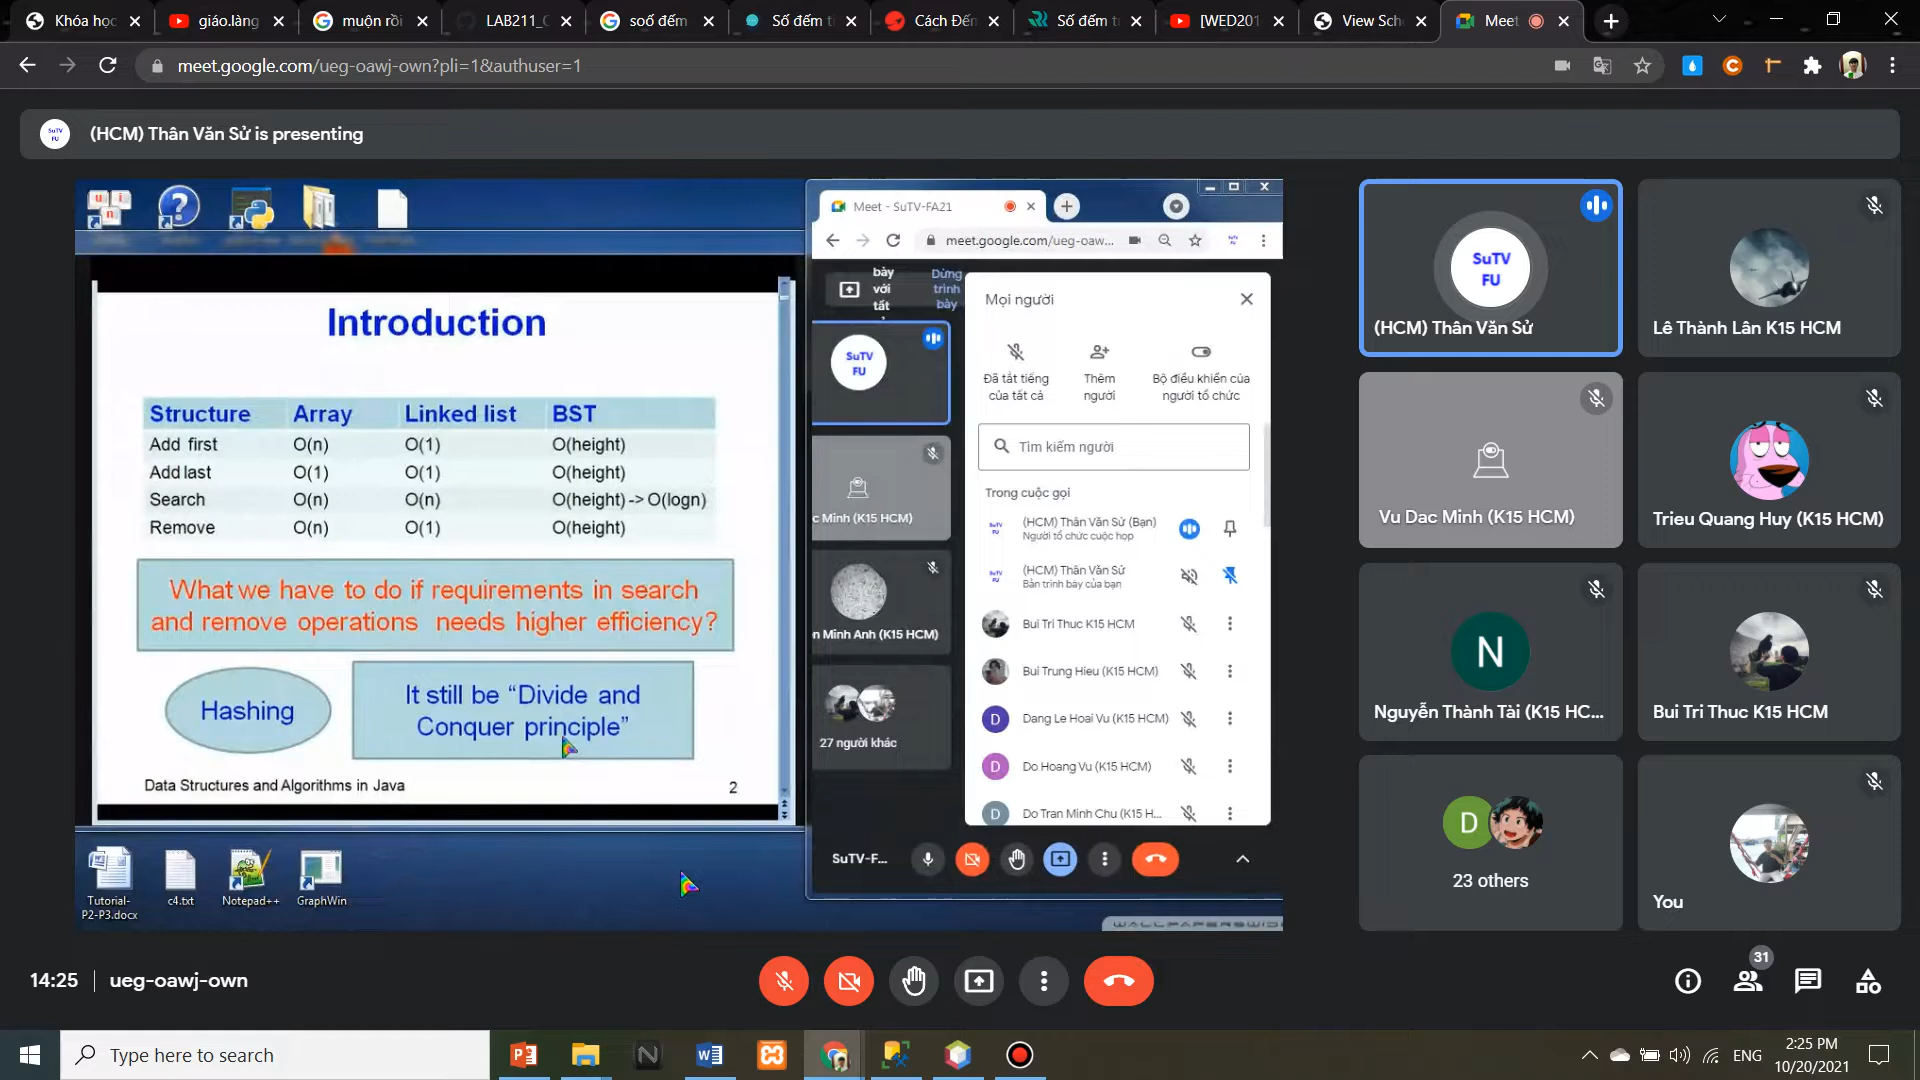 Khóa học
giáo.làng
muộn rồi
LAB211_
soố đếm
Số đếm t
Cách Đếm
Số đếm t
[WED201
View Sch
Meet
meet.google.com/ueg-oawj-own?pli=1&authuser=1
SuTV
FU
(HCM) Thân Văn Sử is presenting
Meet - SuTV-FA21
meet.google.com/ueg-oaw...
Introduction
Structure Array Linked list BST
Add first O(n) O(1) O(height)
Add last O(1) O(1) O(height)
Search O(n) O(n) O(height) -> O(logn)
Remove O(n) O(1) O(height)
What we have to do if requirements in search
and remove operations needs higher efficiency?
Hashing
It still be “Divide and
Conquer principle”
Data Structures and Algorithms in Java
2
Tutorial-
P2-P3.docx
c4.txt
Notepad++
GraphWin
bày
với
tất
Dừng
trình
bày
SuTV
FU
c Minh (K15 HCM)
n Minh Anh (K15 HCM)
27 người khác
Mọi người
Đã tắt tiếng
của tất cả
Thêm
người
Bộ điều khiển của
người tổ chức
Tìm kiếm người
Trong cuộc gọi
(HCM) Thân Văn Sử (Bạn)
Người tổ chức cuộc họp
(HCM) Thân Văn Sử
Bản trình bày của bạn
Bui Tri Thuc K15 HCM
Bui Trung Hieu (K15 HCM)
D
Dang Le Hoai Vu (K15 HCM)
D
Do Hoang Vu (K15 HCM)
D
Do Tran Minh Chu (K15 H...
SuTV-F...
SuTV
FU
(HCM) Thân Văn Sử
Lê Thành Lân K15 HCM
Vu Dac Minh (K15 HCM)
Trieu Quang Huy (K15 HCM)
N
Nguyễn Thành Tài (K15 HC...
Bui Tri Thuc K15 HCM
D
23 others
You
14:25
ueg-oawj-own
31
Type here to search
ENG
2:25 PM
10/20/2021